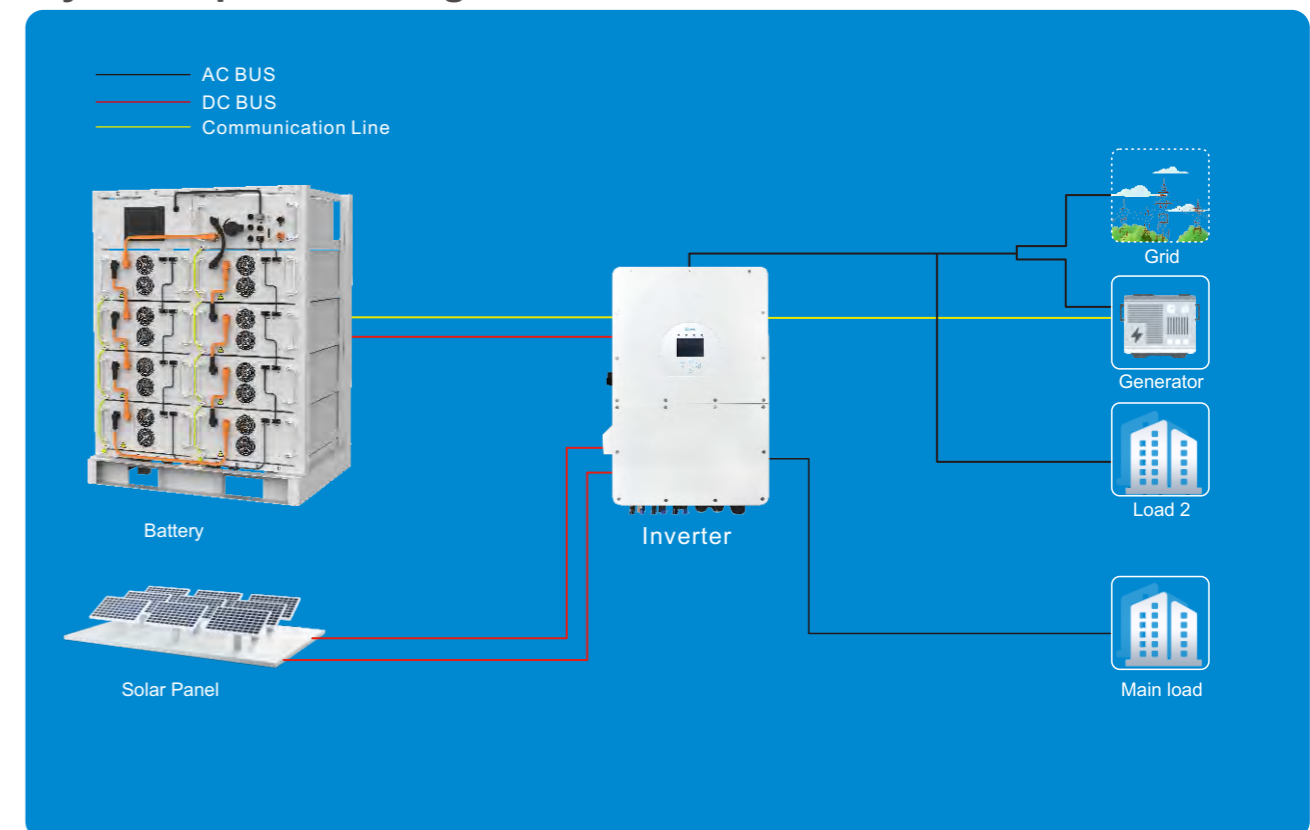 AC BUS
DC BUS
Communication Line
Grid
Generator
Load 2
Battery
Inverter
Solar Panel
Main load